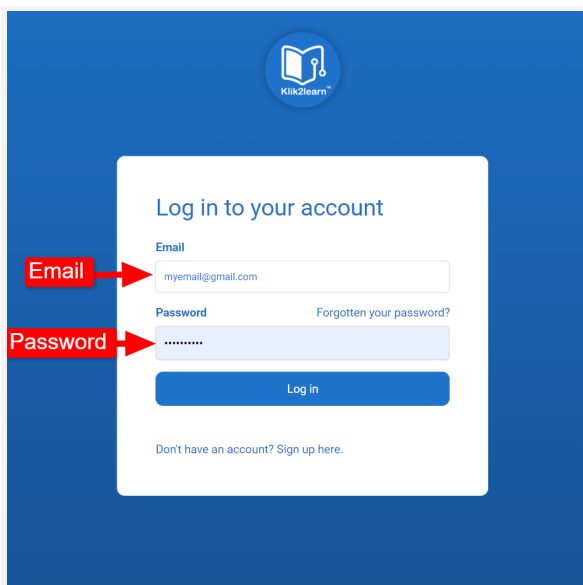 Klik2learn™
Log in to your account
Email
Email
myemail@gmail.com
Password
Forgotten your password?
Password
••••••••••
Log in
Don't have an account? Sign up here.